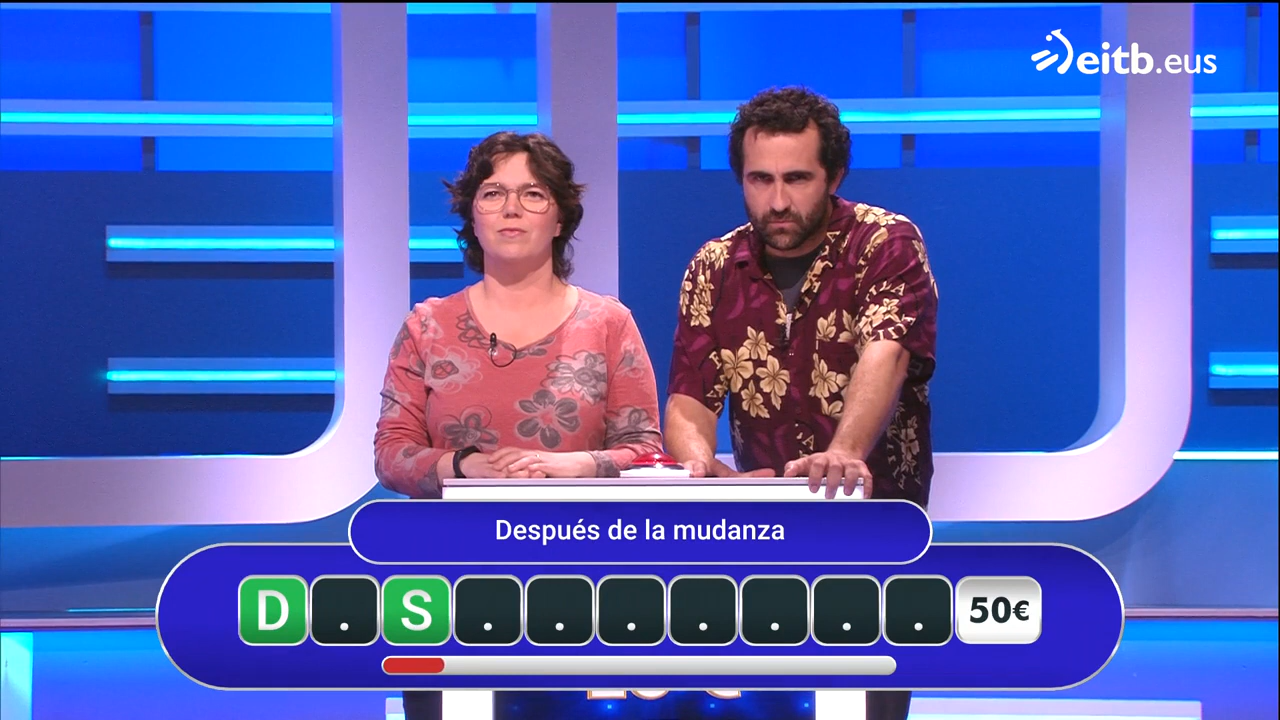 eitb.eus
Después de la mudanza
D . S . . . . . . . 50€